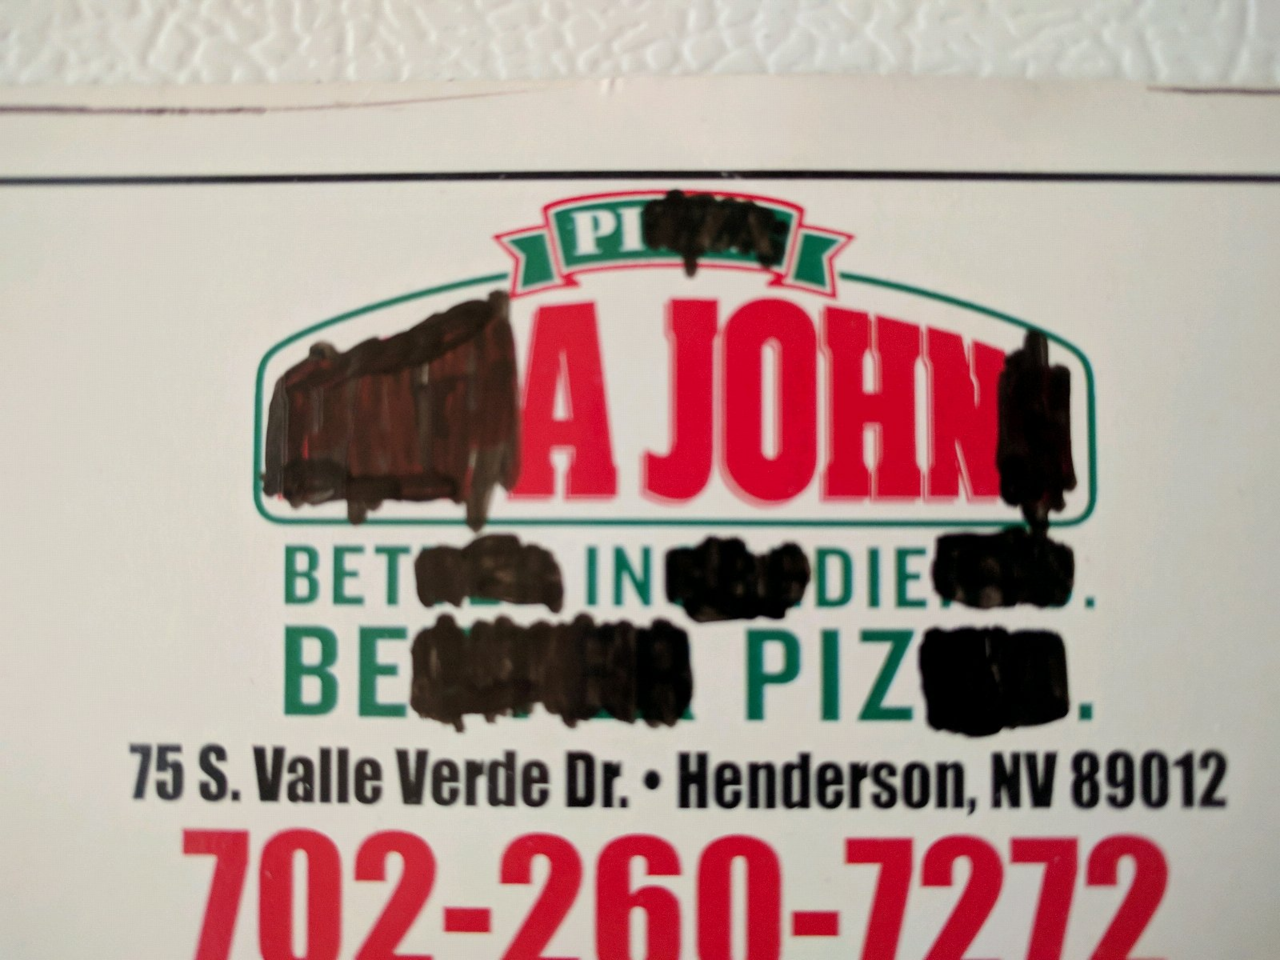 PI
A JOHN
BET IN DIE .
BE PIZ .
75 S. Valle Verde Dr. • Henderson, NV 89012
702-260-7272